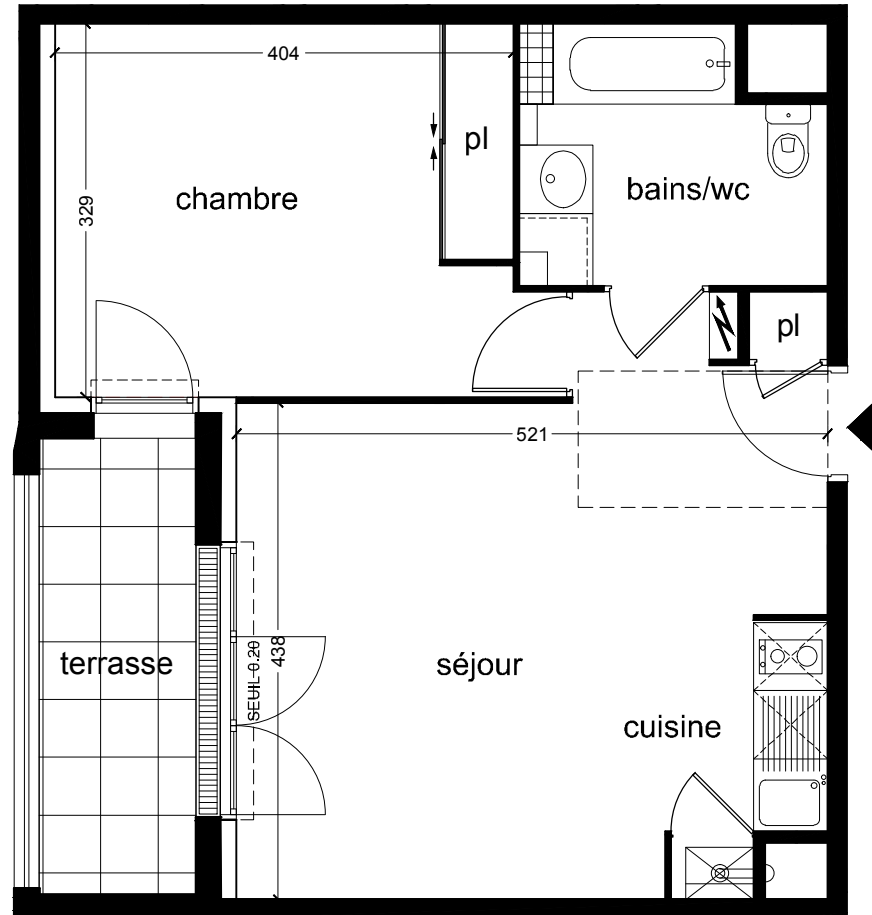 404
pl
bains/wc
chambre
329
pl
521
terrasse
SEUIL 0.20
438
séjour
cuisine